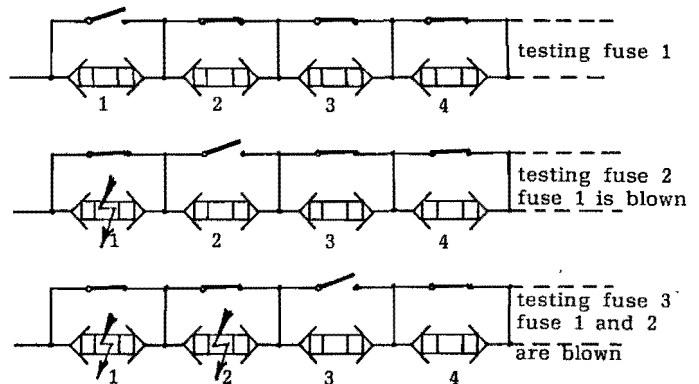 testing fuse 1
1 2 3 4
testing fuse 2
fuse 1 is blown
1 2 3 4
testing fuse 3
fuse 1 and 2
are blown
1 2 3 4